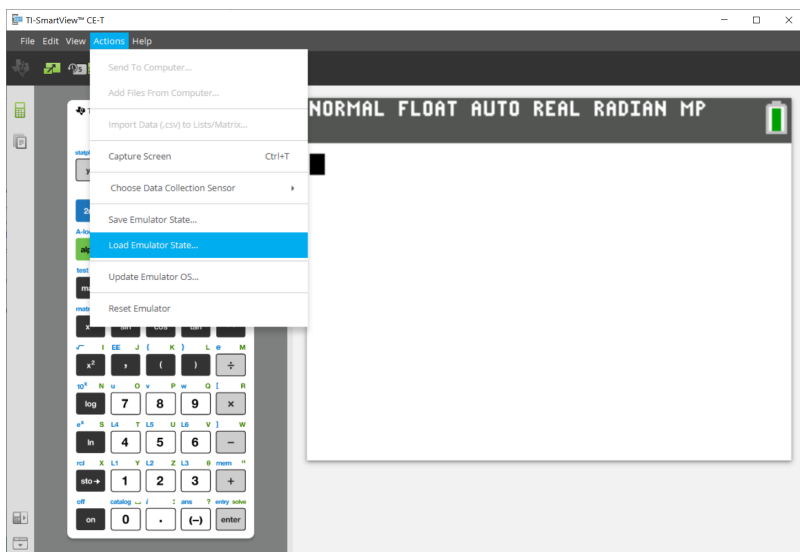 TI-SmartView™ CE-T
File Edit View Actions Help
Send To Computer...
Add Files From Computer...
Import Data (.csv) to Lists/Matrix...
Capture Screen Ctrl+T
Choose Data Collection Sensor
Save Emulator State...
Load Emulator State...
Update Emulator OS...
Reset Emulator
NORMAL FLOAT AUTO REAL RADIAN MP
√ I EE J { K } L e M
x² , ( ) ÷
10ˣ N u O v P w Q [ R
log 7 8 9 ×
eˣ S L4 T L5 U L6 V ] W
ln 4 5 6 −
rcl X L1 Y L2 Z L3 θ mem "
sto→ 1 2 3 +
off catalog i : ans ? entry solve
on 0 . (−) enter